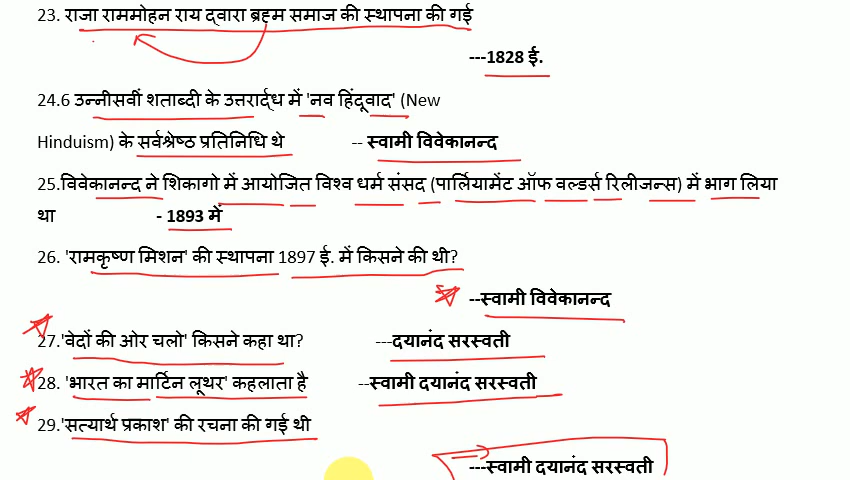 23. राजा राममोहन राय द्वारा ब्रह्म समाज की स्थापना की गई
---1828 ई.
24.6 उन्नीसवीं शताब्दी के उत्तरार्द्ध में 'नव हिंदूवाद' (New
Hinduism) के सर्वश्रेष्ठ प्रतिनिधि थे -- स्वामी विवेकानन्द
25.विवेकानन्द ने शिकागो में आयोजित विश्व धर्म संसद (पार्लियामेंट ऑफ वर्ल्डर्स रिलीजन्स) में भाग लिया
था - 1893 में
26. 'रामकृष्ण मिशन' की स्थापना 1897 ई. में किसने की थी?
--स्वामी विवेकानन्द
27.'वेदों की ओर चलो' किसने कहा था? ---दयानंद सरस्वती
28. 'भारत का मार्टिन लूथर' कहलाता है --स्वामी दयानंद सरस्वती
29.'सत्यार्थ प्रकाश' की रचना की गई थी
---स्वामी दयानंद सरस्वती